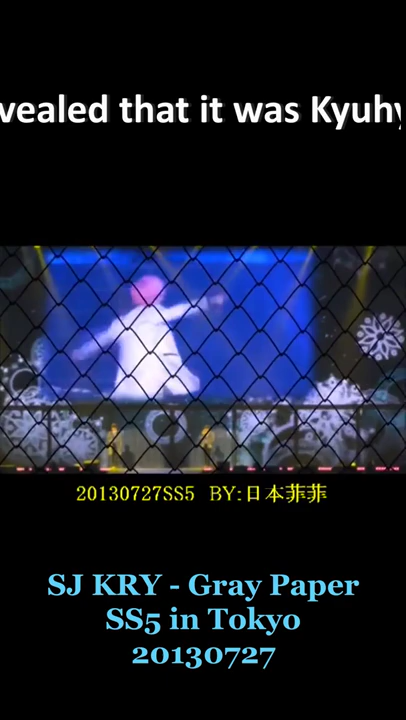 vealed that it was Kyuhy
20130727SS5 BY:日本菲菲
SJ KRY - Gray Paper
SS5 in Tokyo
20130727